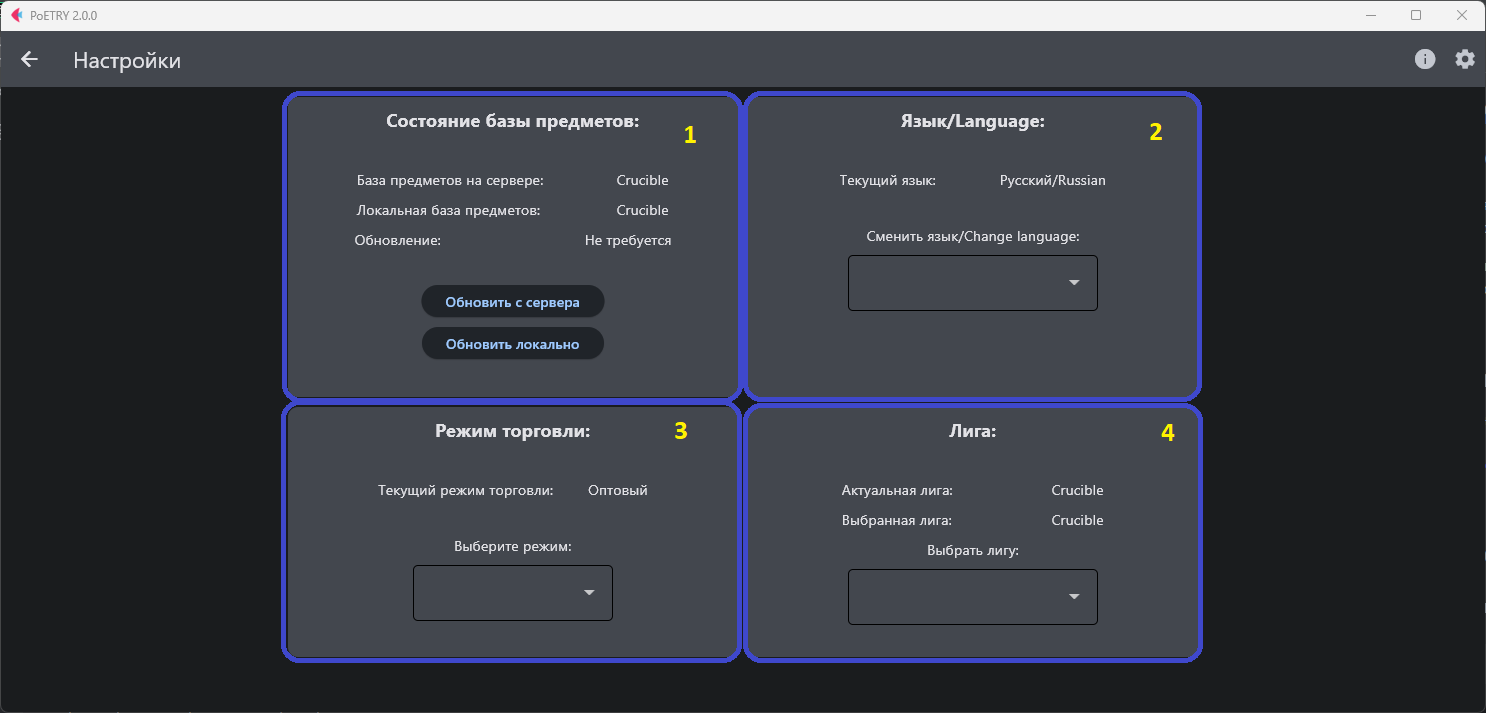 PoETRY 2.0.0
Настройки
Состояние базы предметов:
1
База предметов на сервере: Crucible
Локальная база предметов: Crucible
Обновление: Не требуется
Обновить с сервера
Обновить локально
Язык/Language:
2
Текущий язык: Русский/Russian
Сменить язык/Change language:
Режим торговли:
3
Текущий режим торговли: Оптовый
Выберите режим:
Лига:
4
Актуальная лига: Crucible
Выбранная лига: Crucible
Выбрать лигу: